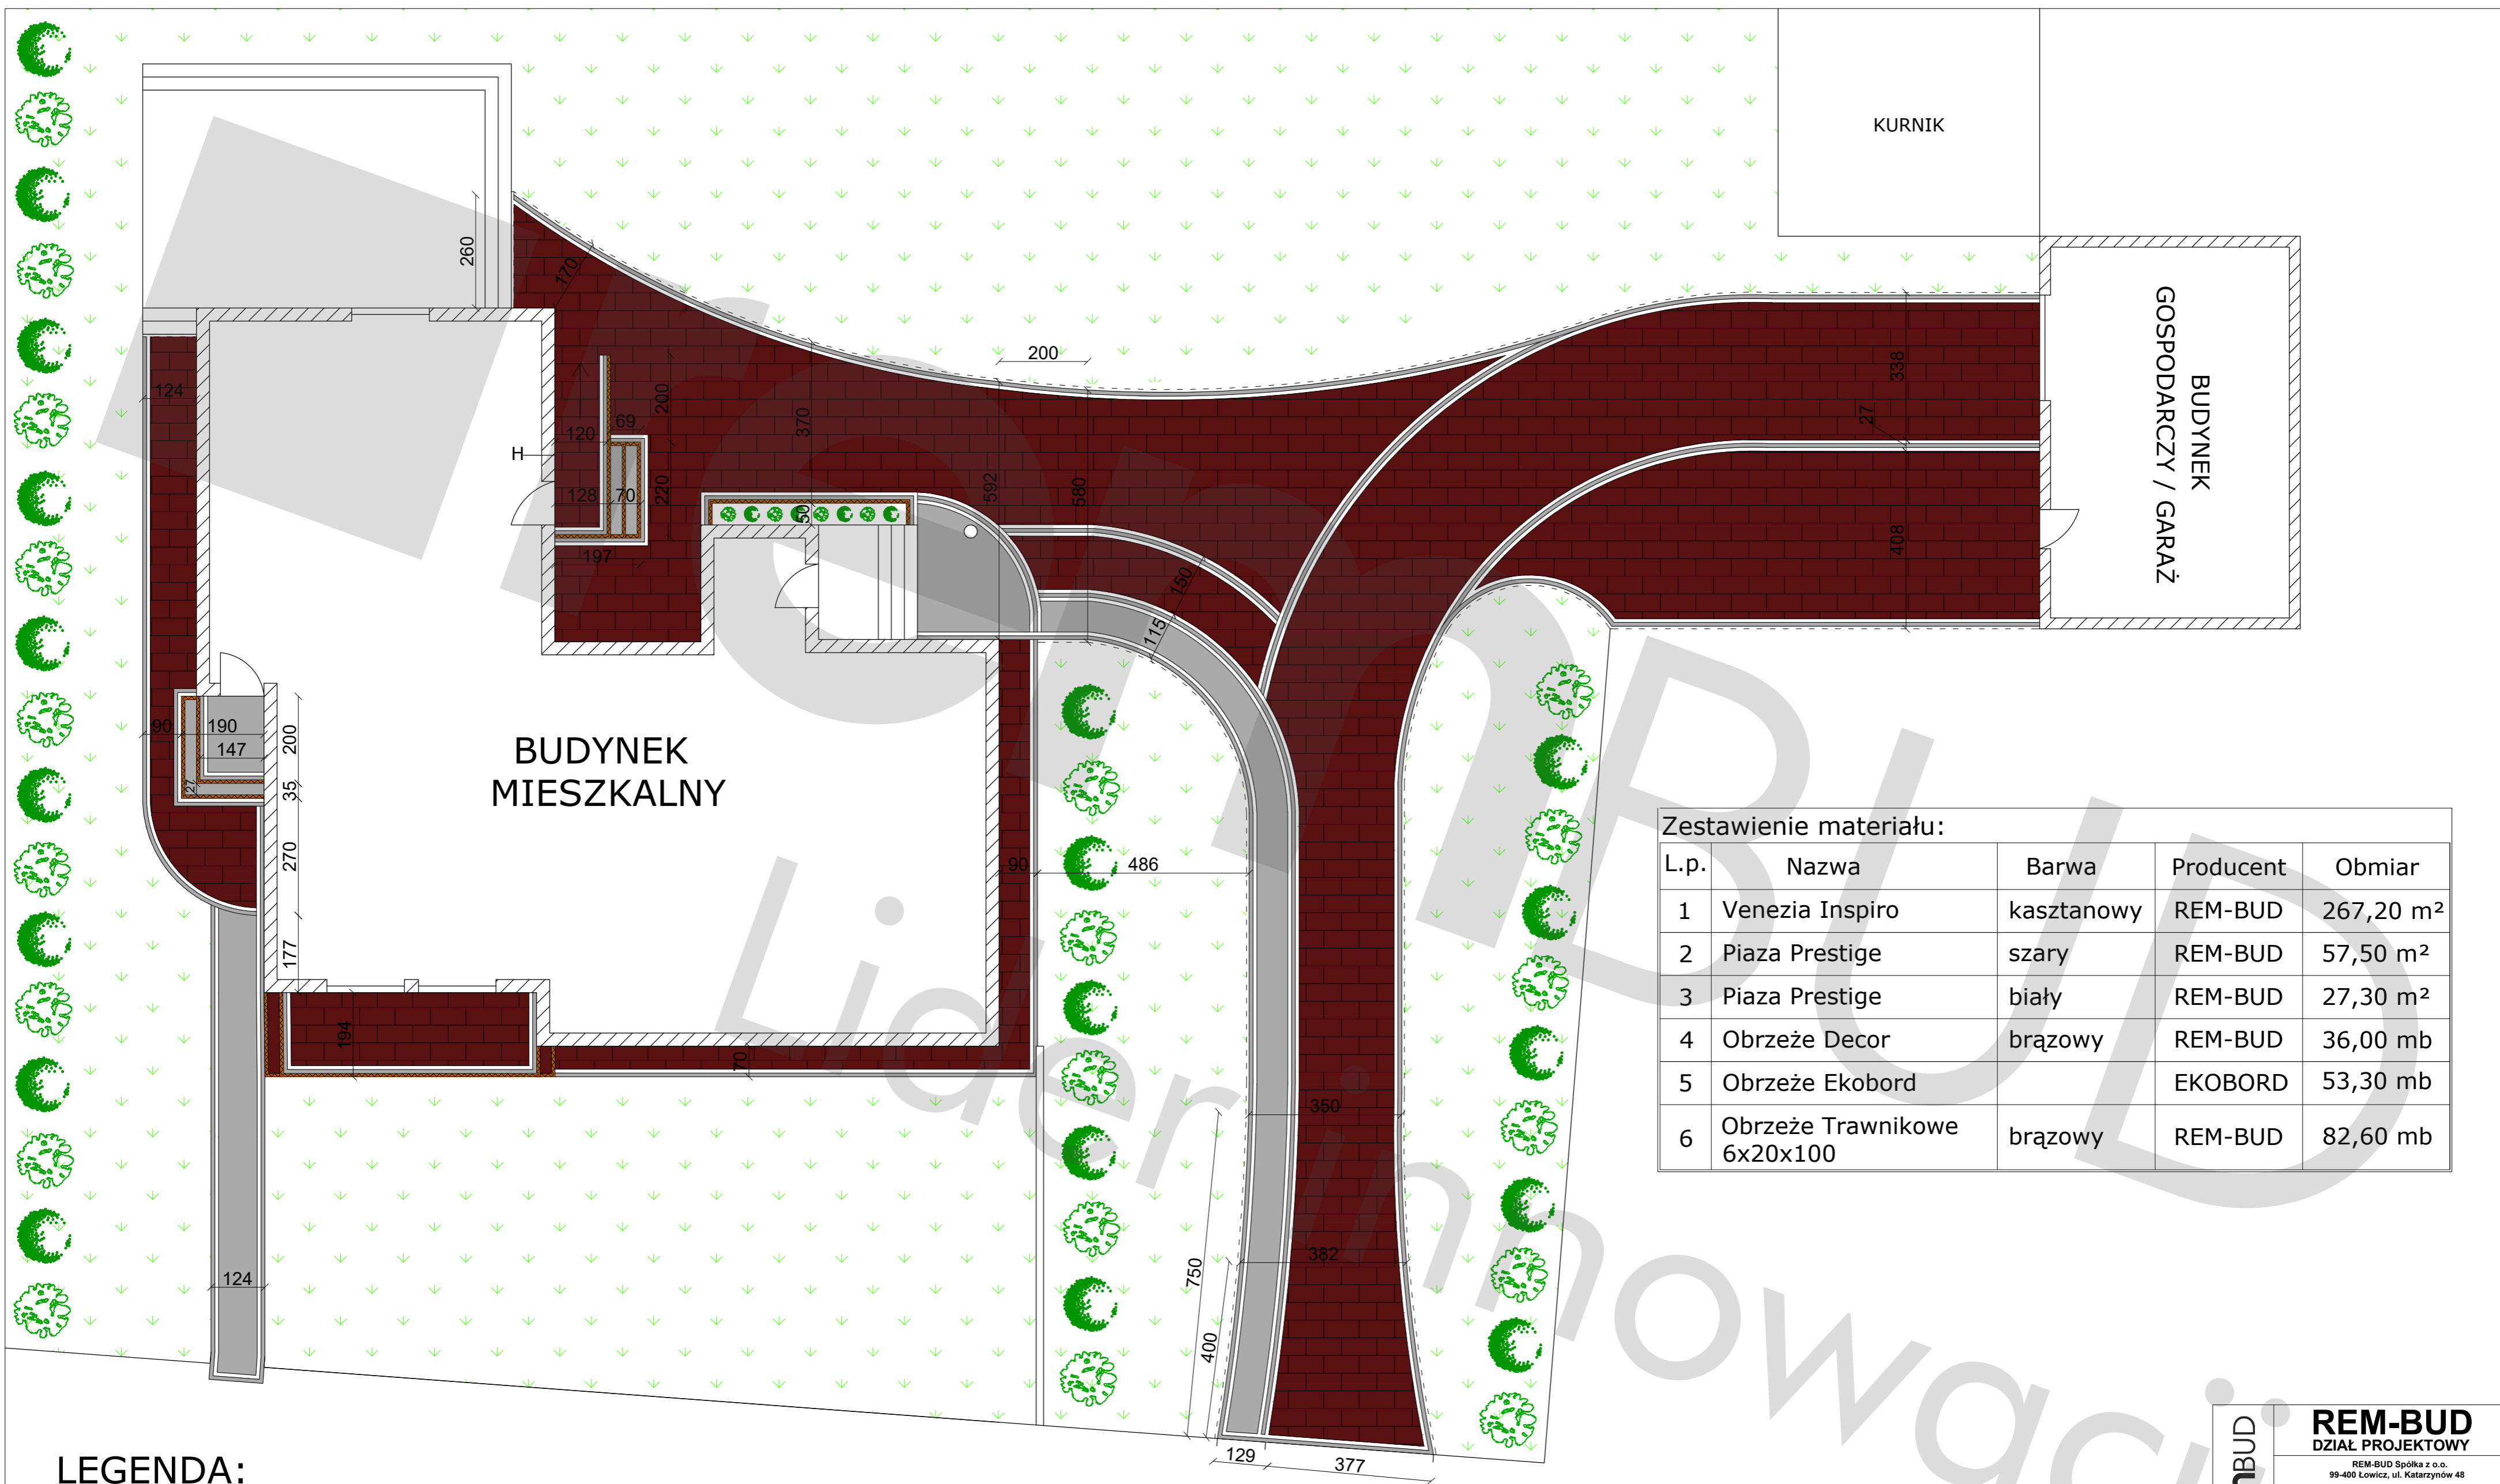 KURNIK
260
170
200
124
120
69
200
370
H
128
70
220
50
592
580
197
150
115
338
27
408
BUDYNEK
GOSPODARCZY / GARAŻ
90
190
147
27
200
35
270
177
BUDYNEK
MIESZKALNY
90
486
194
70
124
350
382
750
400
129
377
Zestawienie materiału:
L.p. Nazwa Barwa Producent Obmiar
1 Venezia Inspiro kasztanowy REM-BUD 267,20 m²
2 Piaza Prestige szary REM-BUD 57,50 m²
3 Piaza Prestige biały REM-BUD 27,30 m²
4 Obrzeże Decor brązowy REM-BUD 36,00 mb
5 Obrzeże Ekobord EKOBORD 53,30 mb
6 Obrzeże Trawnikowe brązowy REM-BUD 82,60 mb
6x20x100
remBUD
Lider innowacji
LEGENDA:
mBUD
REM-BUD
DZIAŁ PROJEKTOWY
REM-BUD Spółka z o.o.
99-400 Łowicz, ul. Katarzynów 48